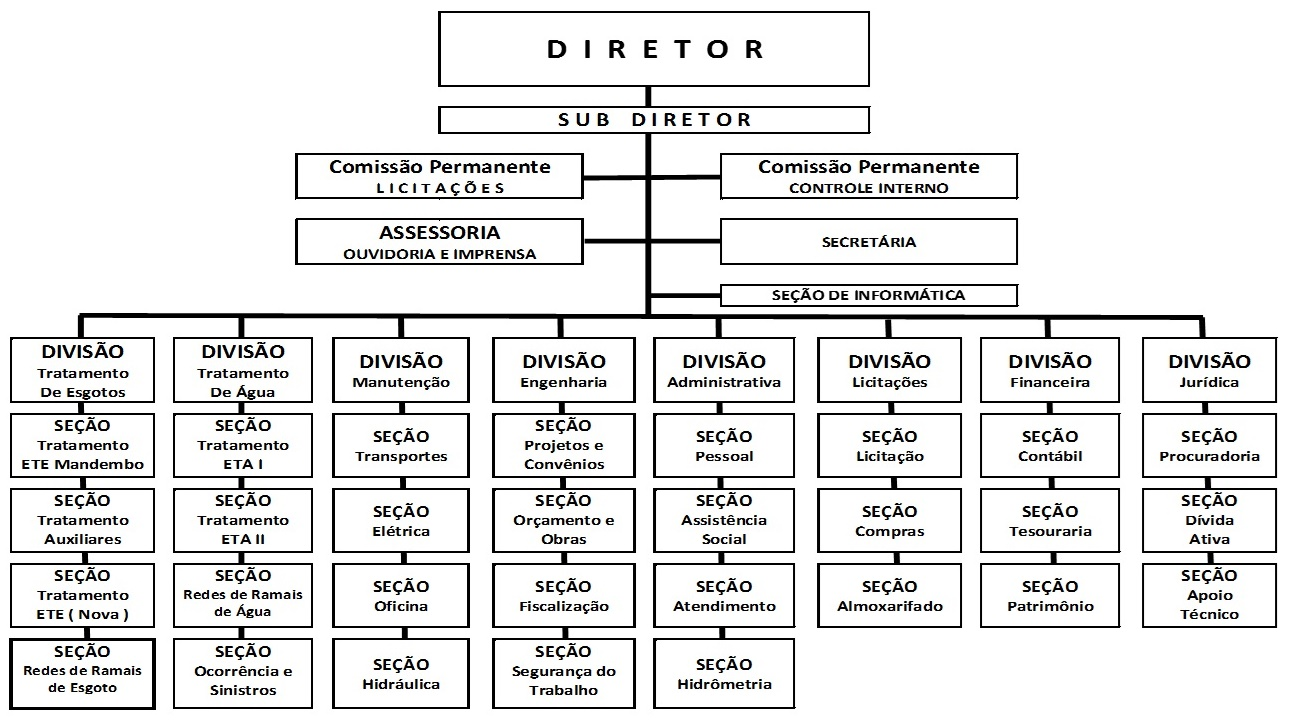 DIRETOR
SUB DIRETOR
Comissão Permanente
LICITAÇÕES
Comissão Permanente
CONTROLE INTERNO
ASSESSORIA
OUVIDORIA E IMPRENSA
SECRETÁRIA
SEÇÃO DE INFORMÁTICA
DIVISÃO
Tratamento
De Esgotos
DIVISÃO
Tratamento
De Água
DIVISÃO
Manutenção
DIVISÃO
Engenharia
DIVISÃO
Administrativa
DIVISÃO
Licitações
DIVISÃO
Financeira
DIVISÃO
Jurídica
SEÇÃO
Tratamento
ETE Mandembo
SEÇÃO
Tratamento
ETA I
SEÇÃO
Transportes
SEÇÃO
Projetos e
Convênios
SEÇÃO
Pessoal
SEÇÃO
Licitação
SEÇÃO
Contábil
SEÇÃO
Procuradoria
SEÇÃO
Tratamento
Auxiliares
SEÇÃO
Tratamento
ETA II
SEÇÃO
Elétrica
SEÇÃO
Orçamento e
Obras
SEÇÃO
Assistência
Social
SEÇÃO
Compras
SEÇÃO
Tesouraria
SEÇÃO
Dívida
Ativa
SEÇÃO
Tratamento
ETE ( Nova )
SEÇÃO
Redes de Ramais
de Água
SEÇÃO
Oficina
SEÇÃO
Fiscalização
SEÇÃO
Atendimento
SEÇÃO
Almoxarifado
SEÇÃO
Patrimônio
SEÇÃO
Apoio
Técnico
SEÇÃO
Redes de Ramais
de Esgoto
SEÇÃO
Ocorrência e
Sinistros
SEÇÃO
Hidráulica
SEÇÃO
Segurança do
Trabalho
SEÇÃO
Hidrômetria